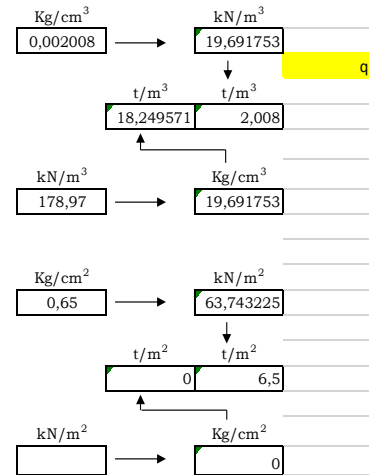 Kg/cm³ kN/m³
0,002008 19,691753
q
t/m³ t/m³
18,249571 2,008
kN/m³ Kg/cm³
178,97 19,691753
Kg/cm² kN/m²
0,65 63,743225
t/m² t/m²
0 6,5
kN/m² Kg/cm²
0